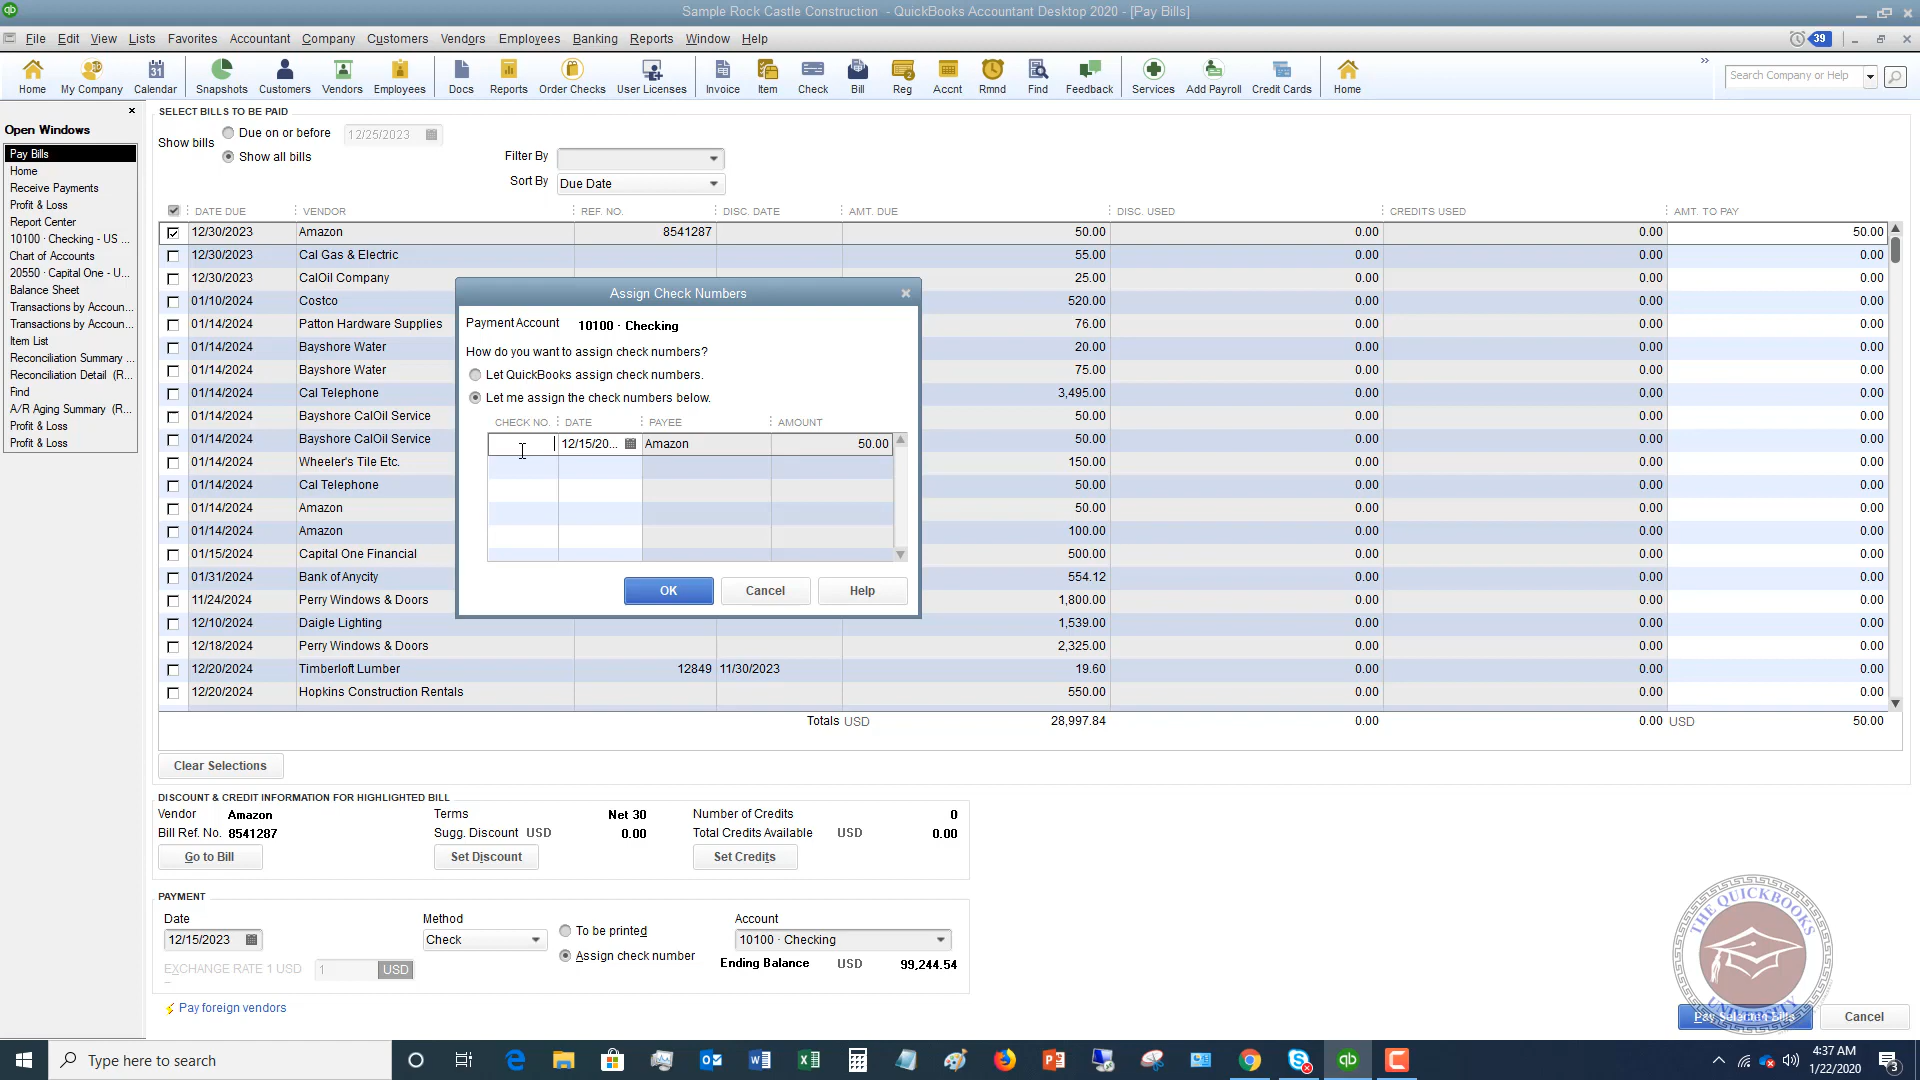 Sample Rock Castle Construction - QuickBooks Accountant Desktop 2020 - [Pay Bills]
File Edit View Lists Favorites Accountant Company Customers Vendors Employees Banking Reports Window Help
39
Home My Company Calendar Snapshots Customers Vendors Employees Docs Reports Order Checks User Licenses Invoice Item Check Bill Reg Accnt Rmnd Find Feedback Services Add Payroll Credit Cards Home
Search Company or Help
Open Windows
Pay Bills
Home
Receive Payments
Profit & Loss
Report Center
10100 · Checking - US ...
Chart of Accounts
20550 · Capital One - U...
Balance Sheet
Transactions by Accoun...
Transactions by Accoun...
Item List
Reconciliation Summary ...
Reconciliation Detail (R...
Find
A/R Aging Summary (R...
Profit & Loss
Profit & Loss
SELECT BILLS TO BE PAID
Show bills
Due on or before 12/25/2023
Show all bills
Filter By
Sort By Due Date
DATE DUE VENDOR REF. NO. DISC. DATE AMT. DUE DISC. USED CREDITS USED AMT. TO PAY
12/30/2023 Amazon 8541287 50.00 0.00 0.00 50.00
12/30/2023 Cal Gas & Electric 55.00 0.00 0.00 0.00
12/30/2023 CalOil Company 25.00 0.00 0.00 0.00
01/10/2024 Costco 520.00 0.00 0.00 0.00
01/14/2024 Patton Hardware Supplies 76.00 0.00 0.00 0.00
01/14/2024 Bayshore Water 20.00 0.00 0.00 0.00
01/14/2024 Bayshore Water 75.00 0.00 0.00 0.00
01/14/2024 Cal Telephone 3,495.00 0.00 0.00 0.00
01/14/2024 Bayshore CalOil Service 50.00 0.00 0.00 0.00
01/14/2024 Bayshore CalOil Service 50.00 0.00 0.00 0.00
01/14/2024 Wheeler's Tile Etc. 150.00 0.00 0.00 0.00
01/14/2024 Cal Telephone 50.00 0.00 0.00 0.00
01/14/2024 Amazon 50.00 0.00 0.00 0.00
01/14/2024 Amazon 100.00 0.00 0.00 0.00
01/15/2024 Capital One Financial 500.00 0.00 0.00 0.00
01/31/2024 Bank of Anycity 554.12 0.00 0.00 0.00
11/24/2024 Perry Windows & Doors 1,800.00 0.00 0.00 0.00
12/10/2024 Daigle Lighting 1,539.00 0.00 0.00 0.00
12/18/2024 Perry Windows & Doors 2,325.00 0.00 0.00 0.00
12/20/2024 Timberloft Lumber 12849 11/30/2023 19.60 0.00 0.00 0.00
12/20/2024 Hopkins Construction Rentals 550.00 0.00 0.00 0.00
Totals USD 28,997.84 0.00 0.00 USD 50.00
Assign Check Numbers
Payment Account 10100 · Checking
How do you want to assign check numbers?
Let QuickBooks assign check numbers.
Let me assign the check numbers below.
CHECK NO. DATE PAYEE AMOUNT
12/15/20... Amazon 50.00
OK Cancel Help
Clear Selections
DISCOUNT & CREDIT INFORMATION FOR HIGHLIGHTED BILL
Vendor Amazon Terms Net 30 Number of Credits 0
Bill Ref. No. 8541287 Sugg. Discount USD 0.00 Total Credits Available USD 0.00
Go to Bill Set Discount Set Credits
PAYMENT
Date Method Account
12/15/2023 Check To be printed 10100 · Checking
Assign check number
Ending Balance USD 99,244.54
EXCHANGE RATE 1 USD 1 USD
Pay foreign vendors
THE QUICKBOOKS UNIVERSITY
Pay Selected Bills Cancel
Type here to search
4:37 AM
1/22/2020
3